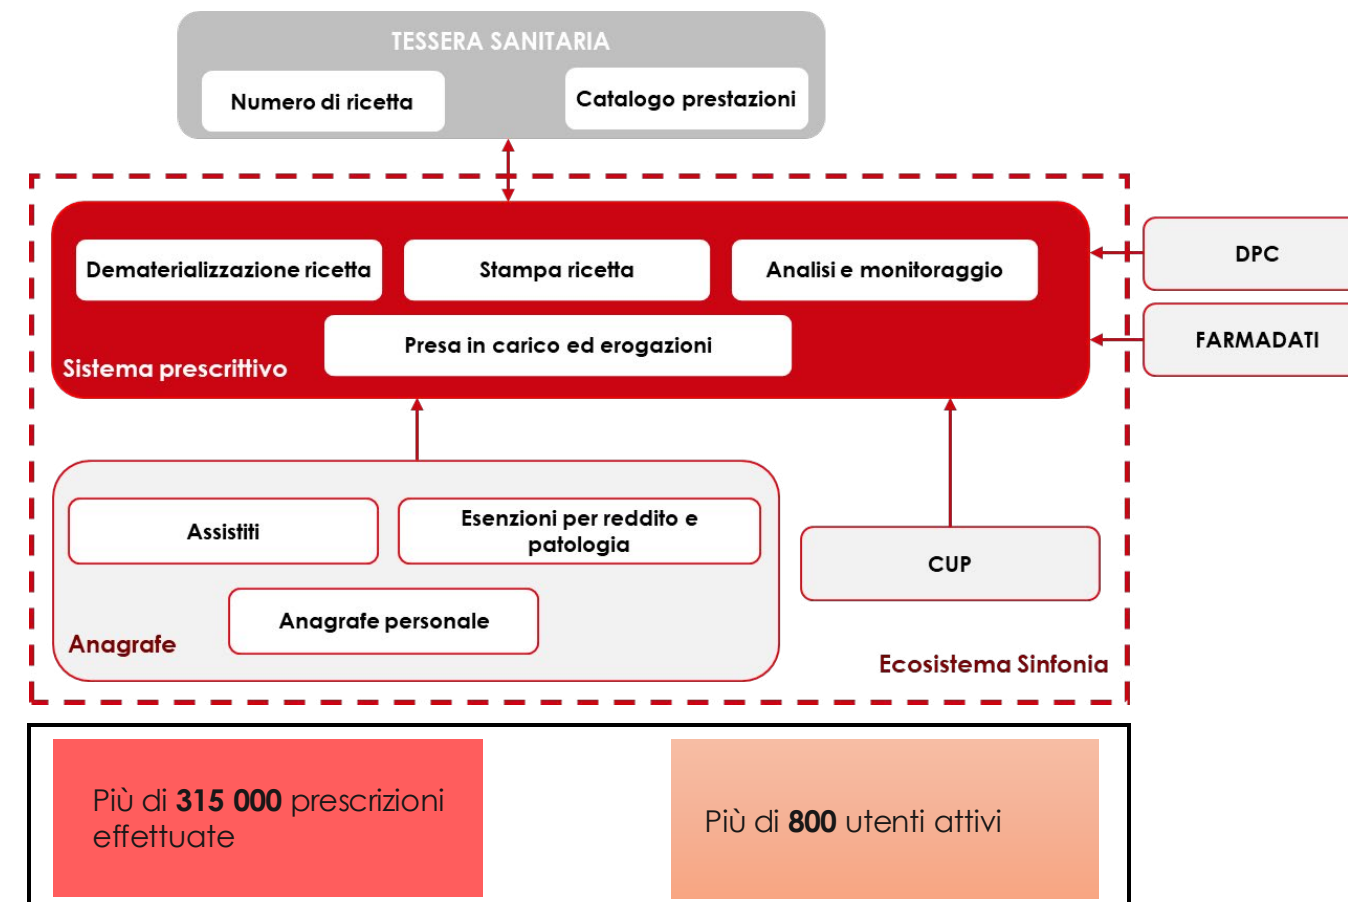 TESSERA SANITARIA
Numero di ricetta
Catalogo prestazioni
Dematerializzazione ricetta
Stampa ricetta
Analisi e monitoraggio
Presa in carico ed erogazioni
Sistema prescrittivo
DPC
FARMADATI
Assistiti
Esenzioni per reddito e
patologia
Anagrafe personale
Anagrafe
CUP
Ecosistema Sinfonia
Più di 315 000 prescrizioni
effettuate
Più di 800 utenti attivi